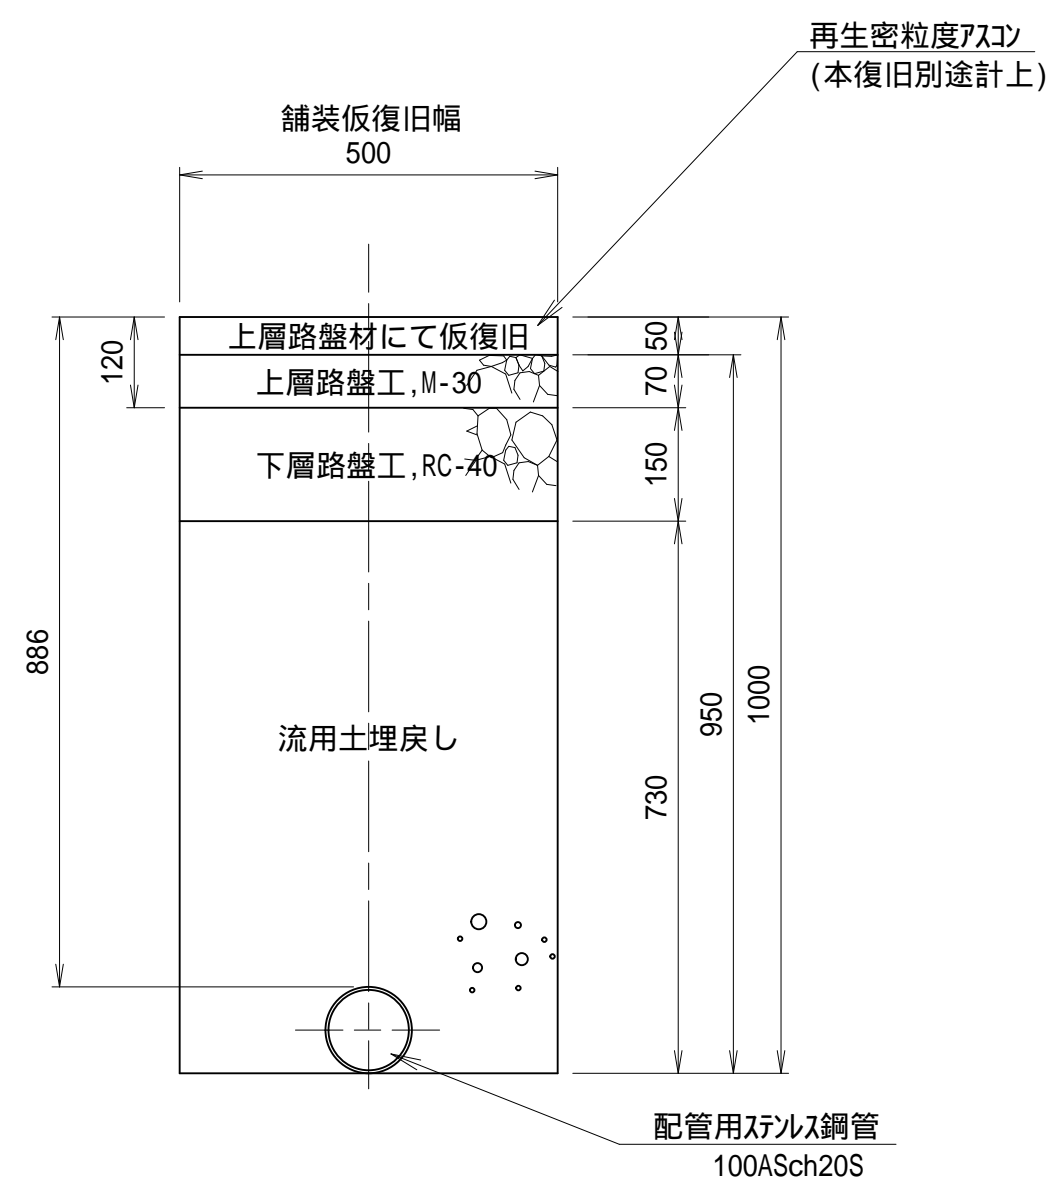 再生密粒度ｱｽｺﾝ
(本復旧別途計上)
舗装仮復旧幅
500
上層路盤材にて仮復旧
50
120
上層路盤工,M-30
70
下層路盤工,RC-40
150
886
流用土埋戻し
730
950
1000
配管用ｽﾃﾝﾚｽ鋼管
100ASch20S